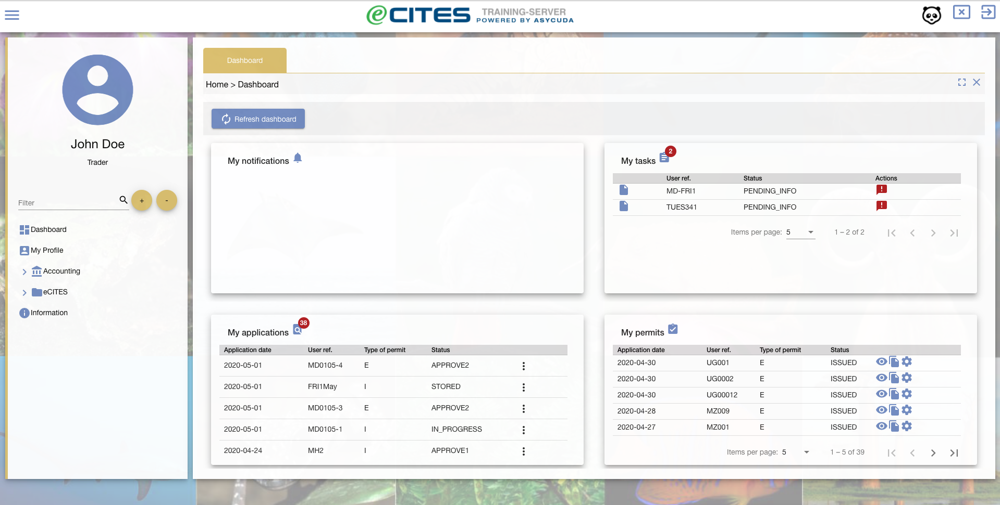 eCITES TRAINING-SERVER
POWERED BY ASYCUDA
John Doe
Trader
Filter
+ -
Dashboard
My Profile
Accounting
eCITES
Information
Dashboard
Home > Dashboard
Refresh dashboard
My notifications
My tasks 2
User ref. Status Actions
MD-FRI1 PENDING_INFO
TUES341 PENDING_INFO
Items per page: 5 1 – 2 of 2
My applications 38
Application date User ref. Type of permit Status
2020-05-01 MD0105-4 E APPROVE2
2020-05-01 FRI1May I STORED
2020-05-01 MD0105-3 E APPROVE2
2020-05-01 MD0105-1 I IN_PROGRESS
2020-04-24 MH2 I APPROVE1
My permits
Application date User ref. Type of permit Status
2020-04-30 UG001 E ISSUED
2020-04-30 UG0002 E ISSUED
2020-04-30 UG00012 E ISSUED
2020-04-28 MZ009 E ISSUED
2020-04-27 MZ001 E ISSUED
Items per page: 5 1 – 5 of 39